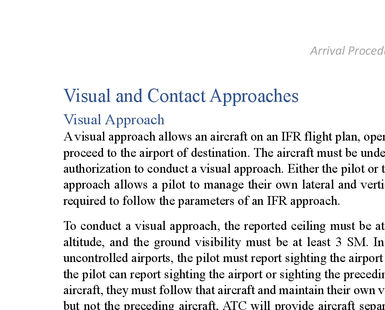 Arrival Proced
Visual and Contact Approaches
Visual Approach
A visual approach allows an aircraft on an IFR flight plan, oper
proceed to the airport of destination. The aircraft must be unde
authorization to conduct a visual approach. Either the pilot or t
approach allows a pilot to manage their own lateral and verti
required to follow the parameters of an IFR approach.
To conduct a visual approach, the reported ceiling must be at
altitude, and the ground visibility must be at least 3 SM. In
uncontrolled airports, the pilot must report sighting the airport
the pilot can report sighting the airport or sighting the precedin
aircraft, they must follow that aircraft and maintain their own v
but not the preceding aircraft, ATC will provide aircraft separ